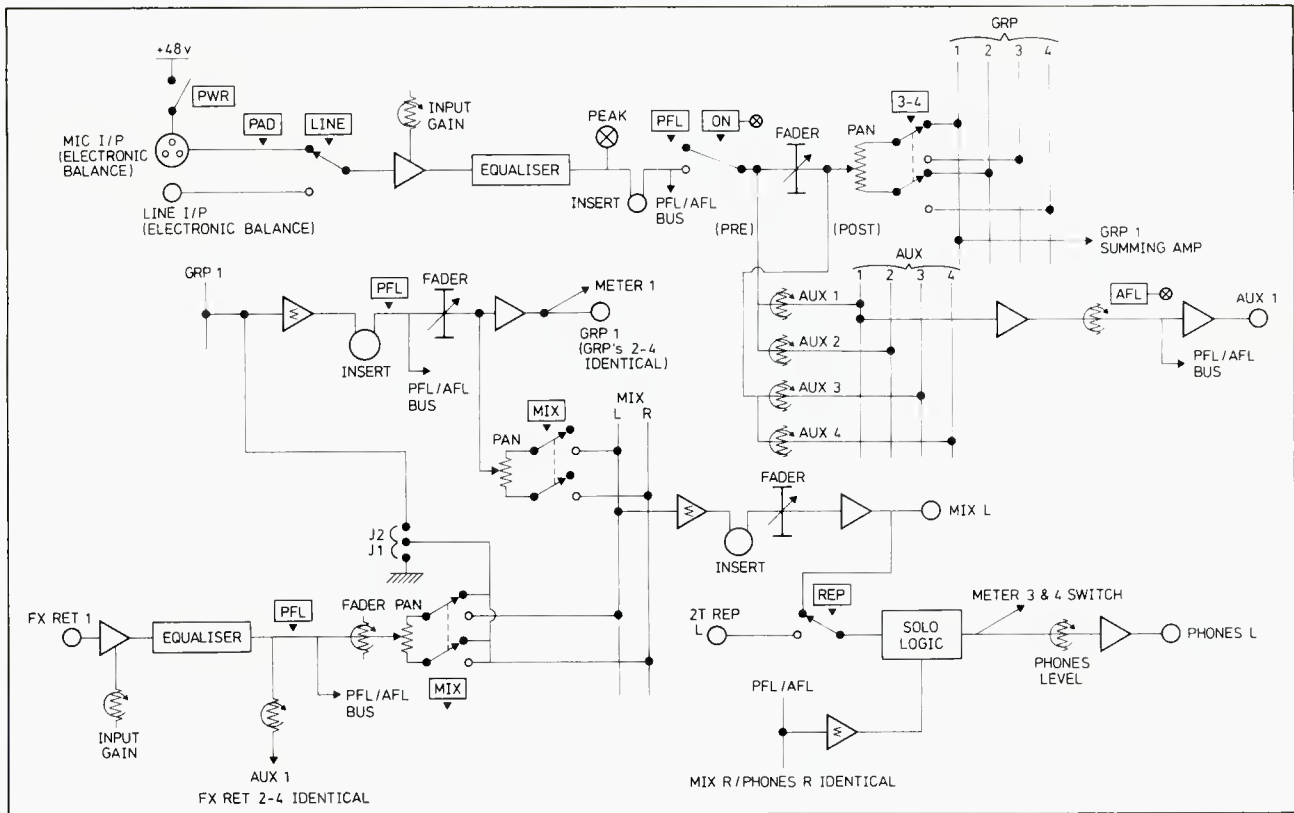 GRP
1 2 3 4
+48v
PWR
MIC I/P
(ELECTRONIC
BALANCE)
PAD
LINE
LINE I/P
(ELECTRONIC BALANCE)
INPUT
GAIN
EQUALISER
PEAK
INSERT
PFL
ON
PFL/AFL
BUS
FADER
(PRE)
(POST)
PAN
3-4
GRP 1
SUMMING AMP
AUX
1 2 3 4
AUX 1
AUX 2
AUX 3
AUX 4
AFL
PFL/AFL
BUS
AUX 1
GRP 1
INSERT
PFL
FADER
PFL/AFL
BUS
METER 1
GRP 1
(GRP's 2-4
IDENTICAL)
PAN
MIX
MIX
L R
J2
J1
INSERT
FADER
MIX L
FX RET 1
INPUT
GAIN
EQUALISER
PFL
AUX 1
FX RET 2-4 IDENTICAL
PFL/AFL
BUS
FADER
PAN
MIX
2T REP
L
REP
SOLO
LOGIC
METER 3 & 4 SWITCH
PHONES
LEVEL
PHONES L
PFL/AFL
MIX R/PHONES R IDENTICAL